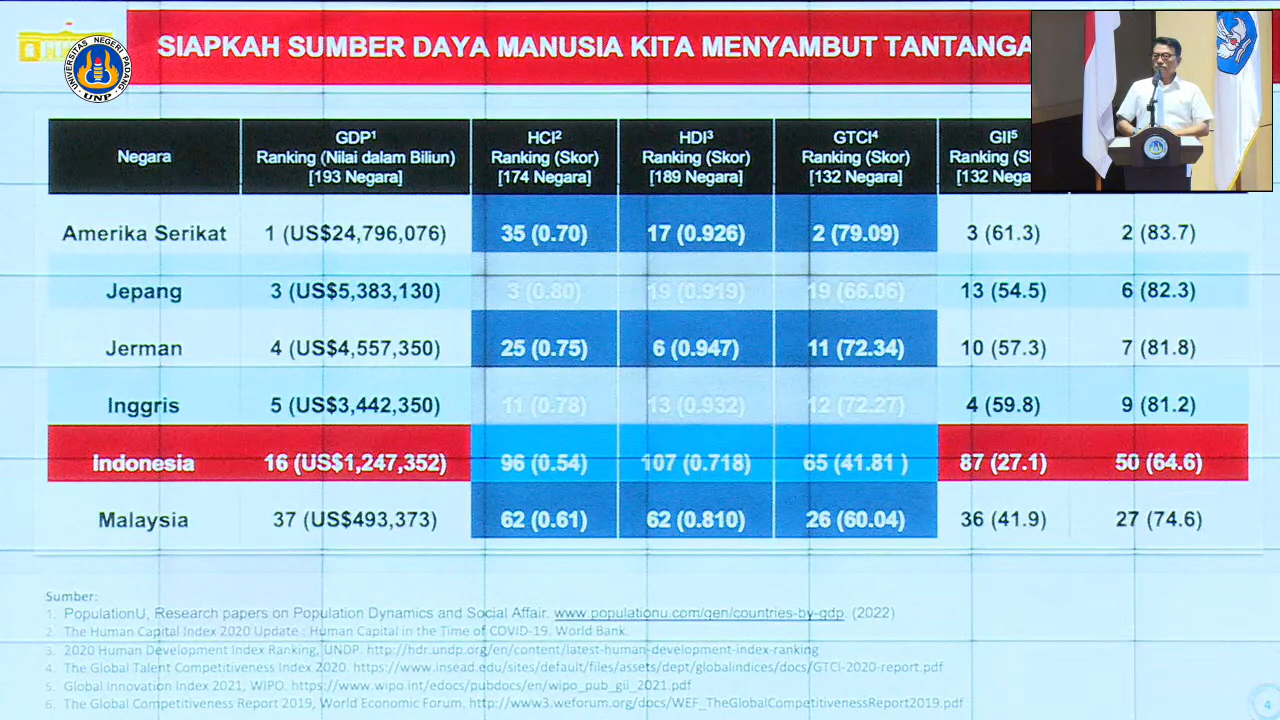 SIAPKAH SUMBER DAYA MANUSIA KITA MENYAMBUT TANTANGA
UNIVERSITAS NEGERI PADANG
UNP
Negara GDP¹ Ranking (Nilai dalam Biliun) [193 Negara] HCI² Ranking (Skor) [174 Negara] HDI³ Ranking (Skor) [189 Negara] GTCI⁴ Ranking (Skor) [132 Negara] GII⁵ Ranking [132
Amerika Serikat 1 (US$24,796,076) 35 (0.70) 17 (0.926) 2 (79.09) 3 (61.3) 2 (83.7)
Jepang 3 (US$5,383,130) 3 (0.80) 19 (0.919) 19 (66.06) 13 (54.5) 6 (82.3)
Jerman 4 (US$4,557,350) 25 (0.75) 6 (0.947) 11 (72.34) 10 (57.3) 7 (81.8)
Inggris 5 (US$3,442,350) 11 (0.78) 13 (0.932) 12 (72.27) 4 (59.8) 9 (81.2)
Indonesia 16 (US$1,247,352) 96 (0.54) 107 (0.718) 65 (41.81 ) 87 (27.1) 50 (64.6)
Malaysia 37 (US$493,373) 62 (0.61) 62 (0.810) 26 (60.04) 36 (41.9) 27 (74.6)
Sumber:
1. PopulationU, Research papers on Population Dynamics and Social Affair. www.populationu.com/gen/countries-by-gdp. (2022)
2. The Human Capital Index 2020 Update : Human Capital in the Time of COVID-19, World Bank.
3. 2020 Human Development Index Ranking, UNDP. http://hdr.undp.org/en/content/latest-human-development-index-ranking
4. The Global Talent Competitiveness Index 2020. https://www.insead.edu/sites/default/files/assets/dept/globalindices/docs/GTCI-2020-report.pdf
5. Global Innovation Index 2021, WIPO. https://www.wipo.int/edocs/pubdocs/en/wipo_pub_gii_2021.pdf
6. The Global Competitiveness Report 2019, World Economic Forum. http://www3.weforum.org/docs/WEF_TheGlobalCompetitivenessReport2019.pdf
4